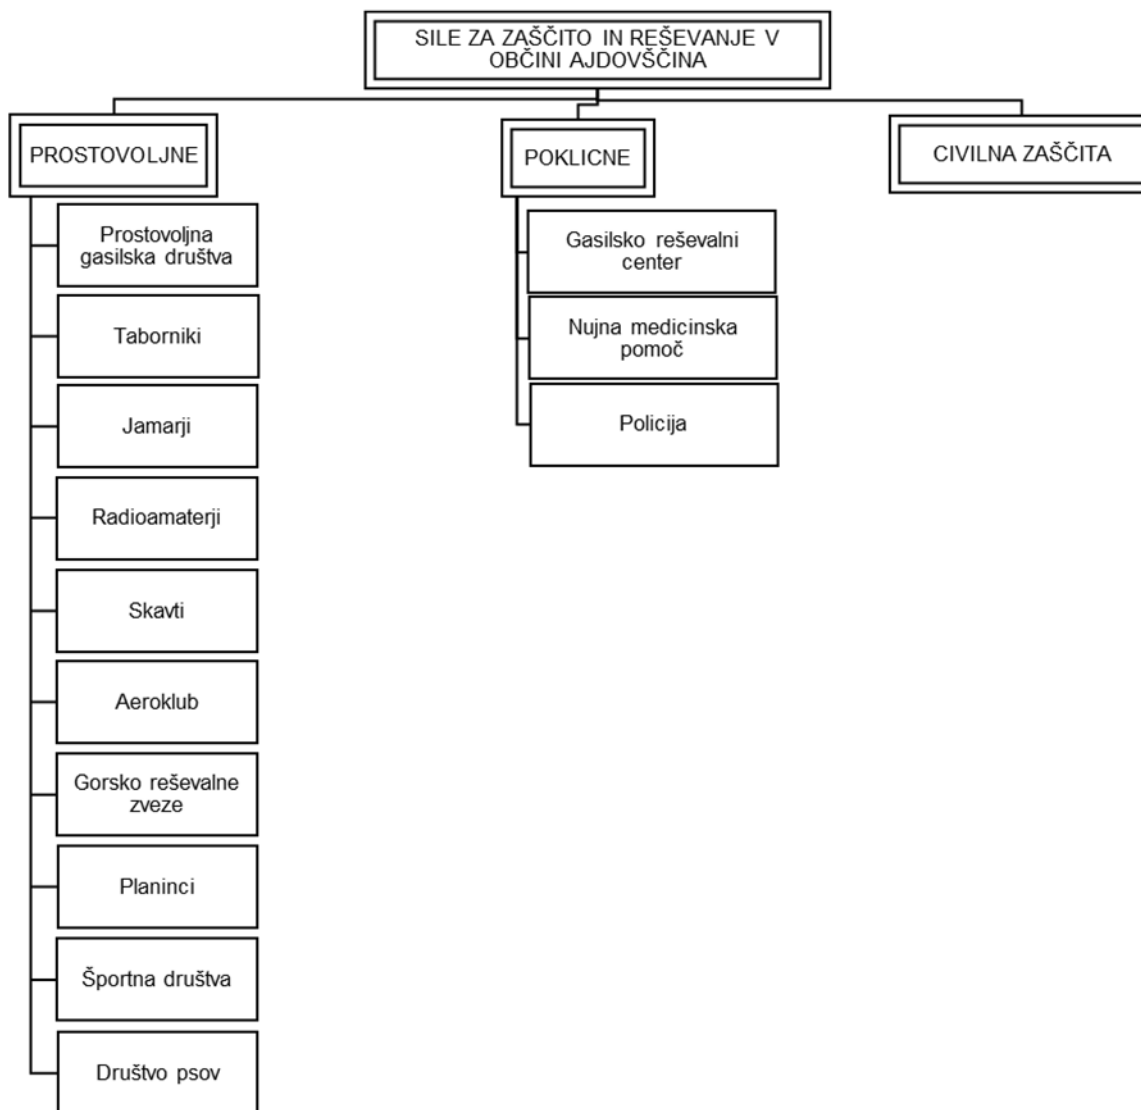 SILE ZA ZAŠČITO IN REŠEVANJE V
OBČINI AJDOVŠČINA
PROSTOVOLJNE
Prostovoljna
gasilska društva
Taborniki
Jamarji
Radioamaterji
Skavti
Aeroklub
Gorsko reševalne
zveze
Planinci
Športna društva
Društvo psov
POKLICNE
Gasilsko reševalni
center
Nujna medicinska
pomoč
Policija
CIVILNA ZAŠČITA